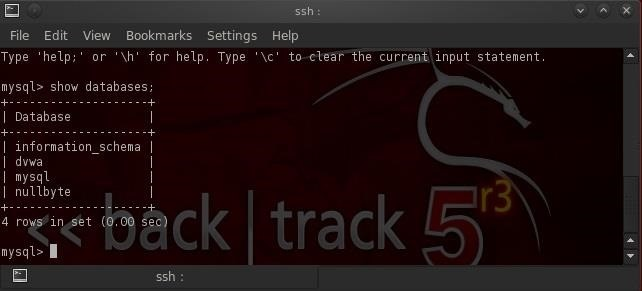 ssh :
File Edit View Bookmarks Settings Help
Type 'help;' or '\h' for help. Type '\c' to clear the current input statement.
mysql> show databases;
+--------------------+
| Database           |
+--------------------+
| information_schema |
| dvwa               |
| mysql              |
| nullbyte           |
+--------------------+
4 rows in set (0.00 sec)
<< back | track 5 r3
mysql>
ssh :